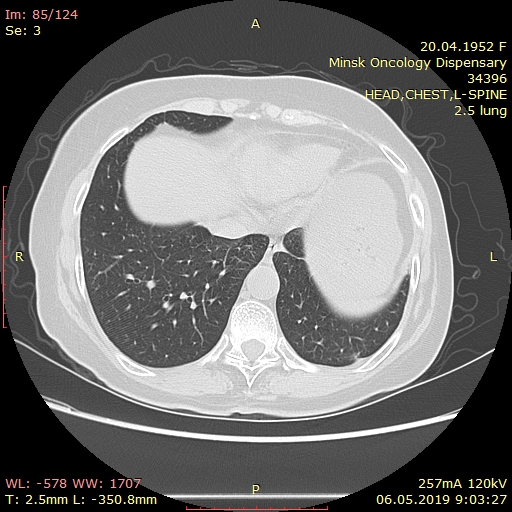 Im: 85/124
Se: 3
A
20.04.1952 F
Minsk Oncology Dispensary
34396
HEAD,CHEST,L-SPINE
2.5 lung
R
L
WL: -578 WW: 1707
T: 2.5mm L: -350.8mm
P
257mA 120kV
06.05.2019 9:03:27